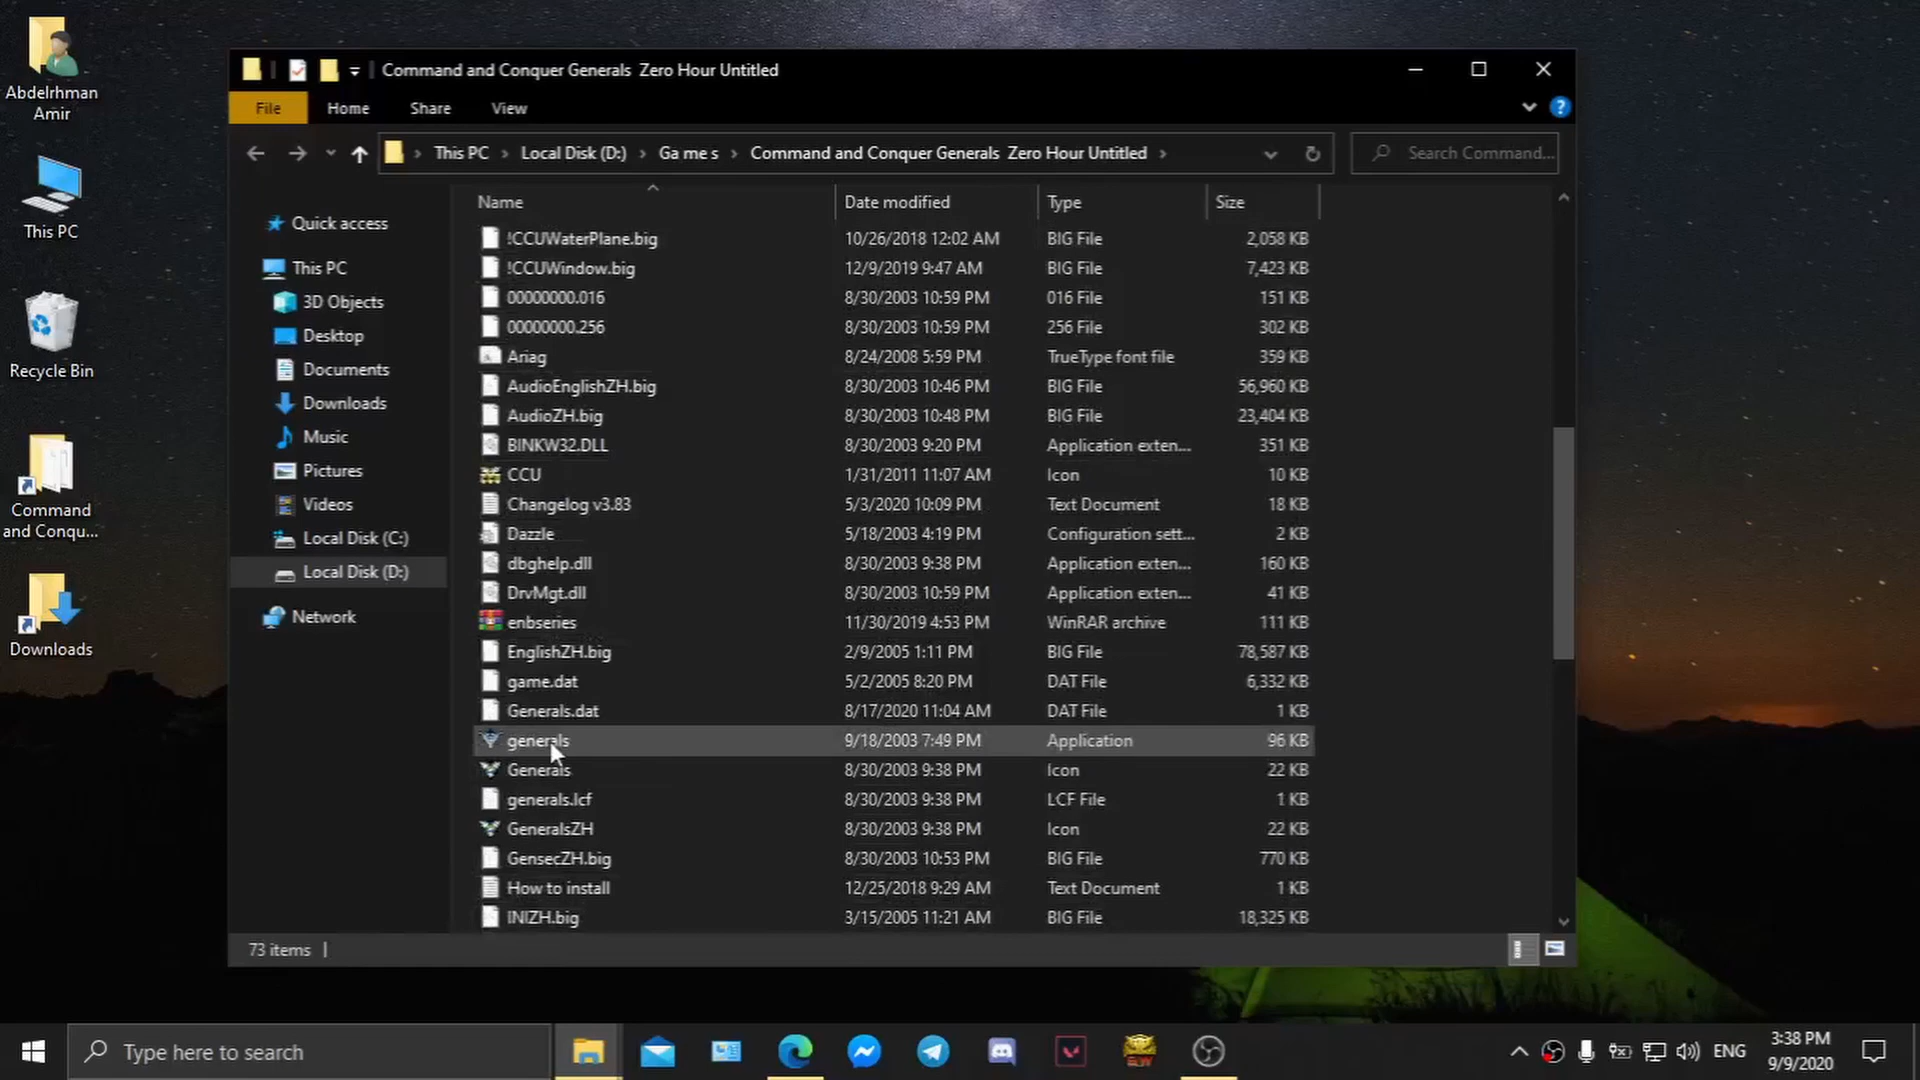 Abdelrhman
Amir
This PC
Recycle Bin
Command
and Conqu...
Downloads
Command and Conquer Generals  Zero Hour Untitled
File Home Share View
This PC Local Disk (D:) Ga me s Command and Conquer Generals  Zero Hour Untitled Search Command...
Quick access
This PC
3D Objects
Desktop
Documents
Downloads
Music
Pictures
Videos
Local Disk (C:)
Local Disk (D:)
Network
Name Date modified Type Size
!CCUWaterPlane.big 10/26/2018 12:02 AM BIG File 2,058 KB
!CCUWindow.big 12/9/2019 9:47 AM BIG File 7,423 KB
00000000.016 8/30/2003 10:59 PM 016 File 151 KB
00000000.256 8/30/2003 10:59 PM 256 File 302 KB
Ariag 8/24/2008 5:59 PM TrueType font file 359 KB
AudioEnglishZH.big 8/30/2003 10:46 PM BIG File 56,960 KB
AudioZH.big 8/30/2003 10:48 PM BIG File 23,404 KB
BINKW32.DLL 8/30/2003 9:20 PM Application exten... 351 KB
CCU 1/31/2011 11:07 AM Icon 10 KB
Changelog v3.83 5/3/2020 10:09 PM Text Document 18 KB
Dazzle 5/18/2003 4:19 PM Configuration sett... 2 KB
dbghelp.dll 8/30/2003 9:38 PM Application exten... 160 KB
DrvMgt.dll 8/30/2003 10:59 PM Application exten... 41 KB
enbseries 11/30/2019 4:53 PM WinRAR archive 111 KB
EnglishZH.big 2/9/2005 1:11 PM BIG File 78,587 KB
game.dat 5/2/2005 8:20 PM DAT File 6,332 KB
Generals.dat 8/17/2020 11:04 AM DAT File 1 KB
generals 9/18/2003 7:49 PM Application 96 KB
Generals 8/30/2003 9:38 PM Icon 22 KB
generals.lcf 8/30/2003 9:38 PM LCF File 1 KB
GeneralsZH 8/30/2003 9:38 PM Icon 22 KB
GensecZH.big 8/30/2003 10:53 PM BIG File 770 KB
How to install 12/25/2018 9:29 AM Text Document 1 KB
INIZH.big 3/15/2005 11:21 AM BIG File 18,325 KB
73 items
Type here to search
ENG
3:38 PM
9/9/2020